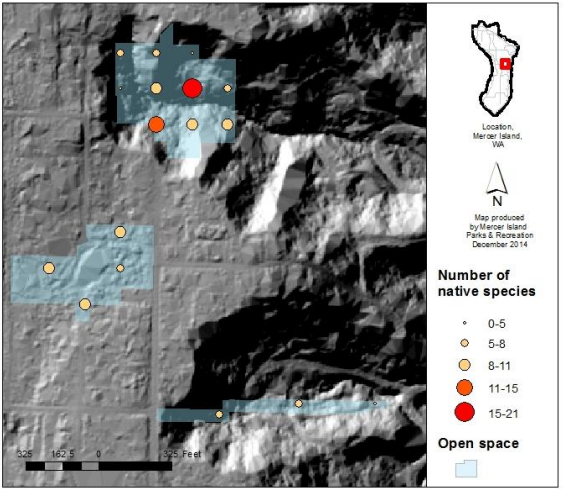 Location,
Mercer Island,
WA
N
Map produced
by Mercer Island
Parks & Recreation
December 2014
Number of
native species
0-5
5-8
8-11
11-15
15-21
Open space
325 162.5 0 325 Feet